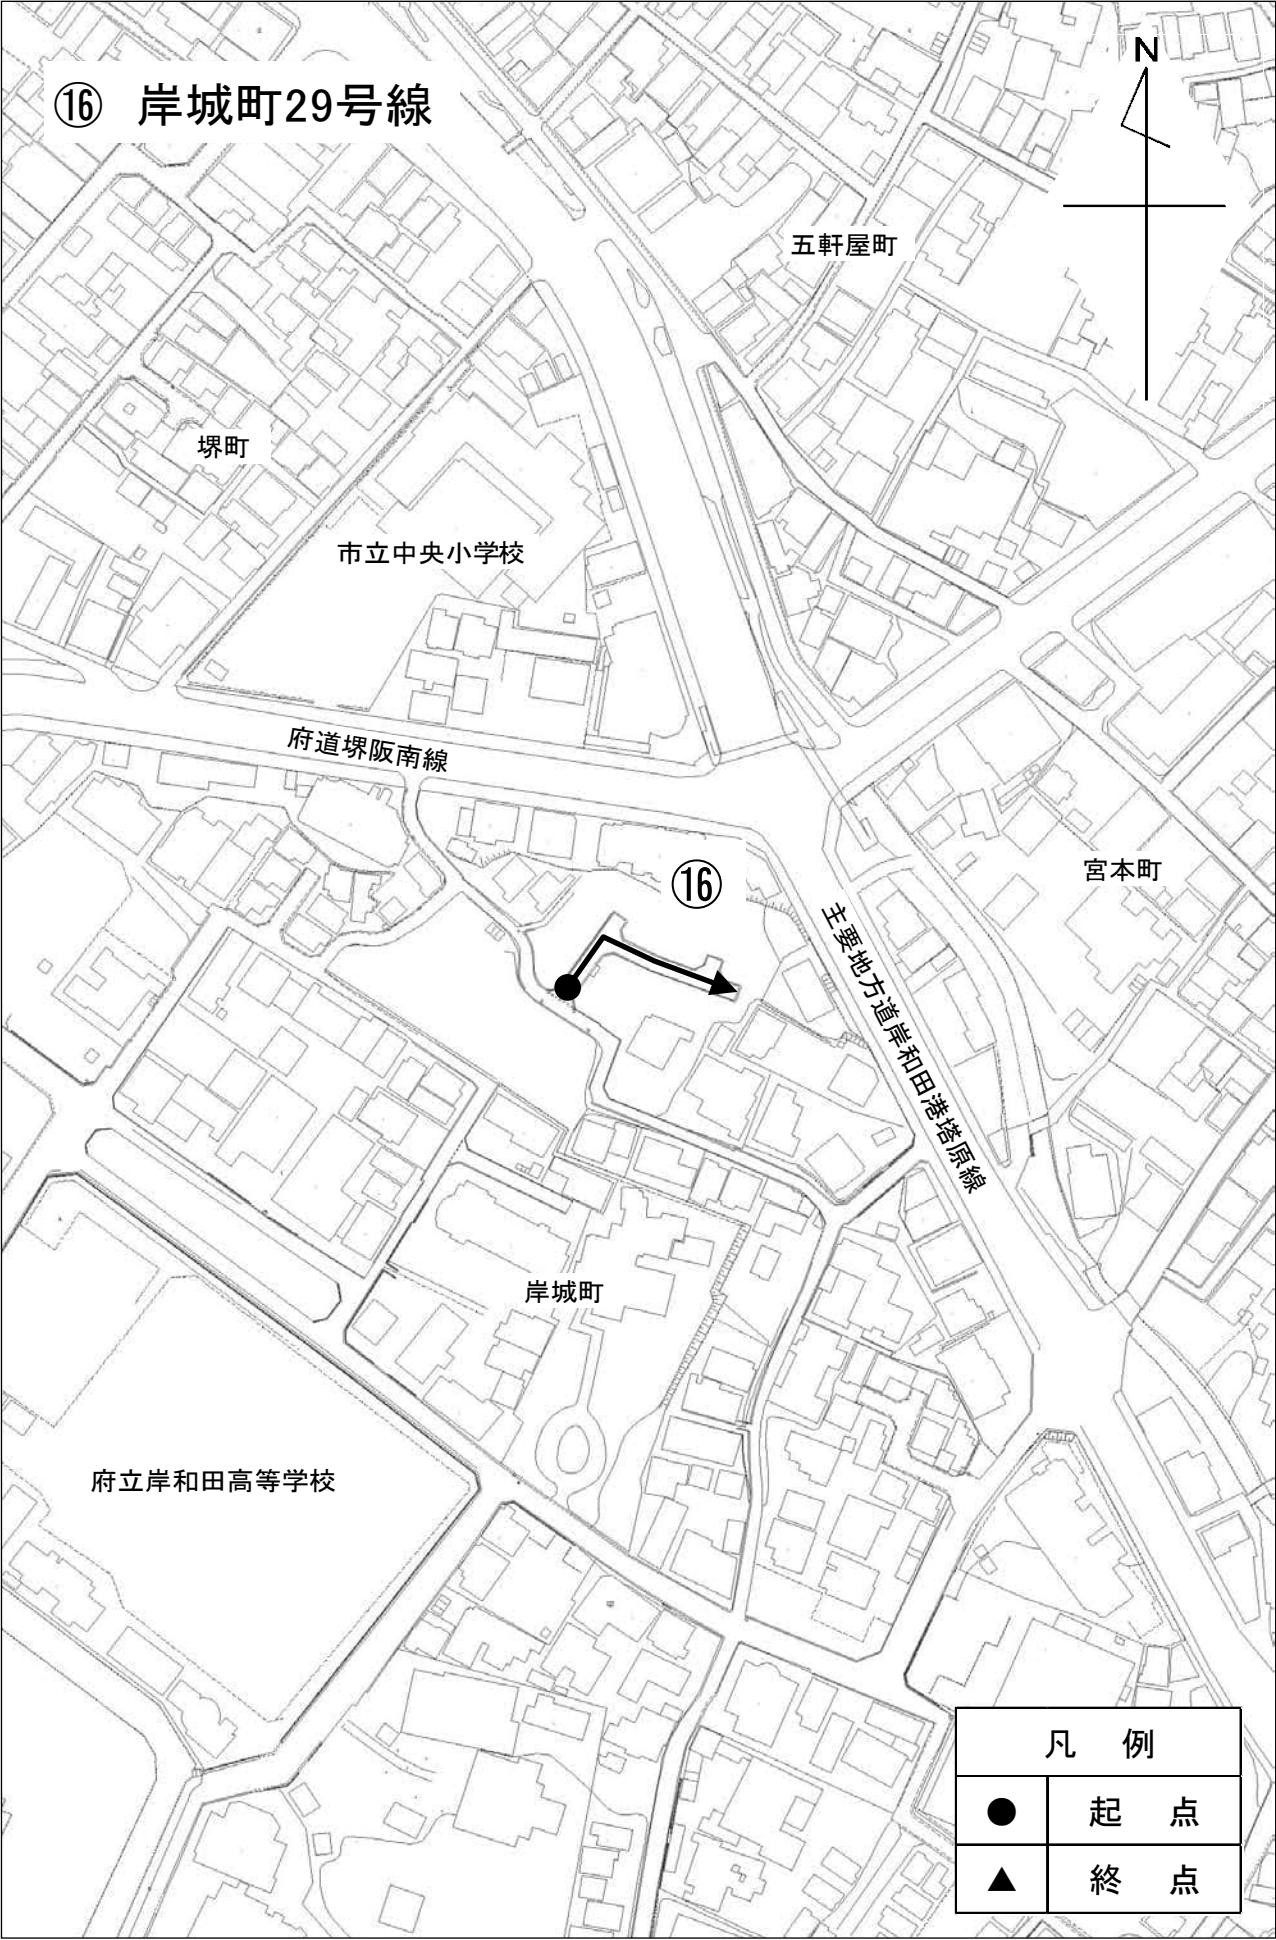 ⑯ 岸城町29号線
N
五軒屋町
堺町
市立中央小学校
府道堺阪南線
⑯
宮本町
主要地方道岸和田港塔原線
岸城町
府立岸和田高等学校
凡 例
● 起 点
▲ 終 点